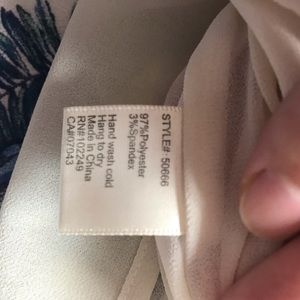 STYLE# 50666
97%Polyester
3%Spandex
Hand wash cold
Hang to dry
Made in China
RN#102249
CA#07043